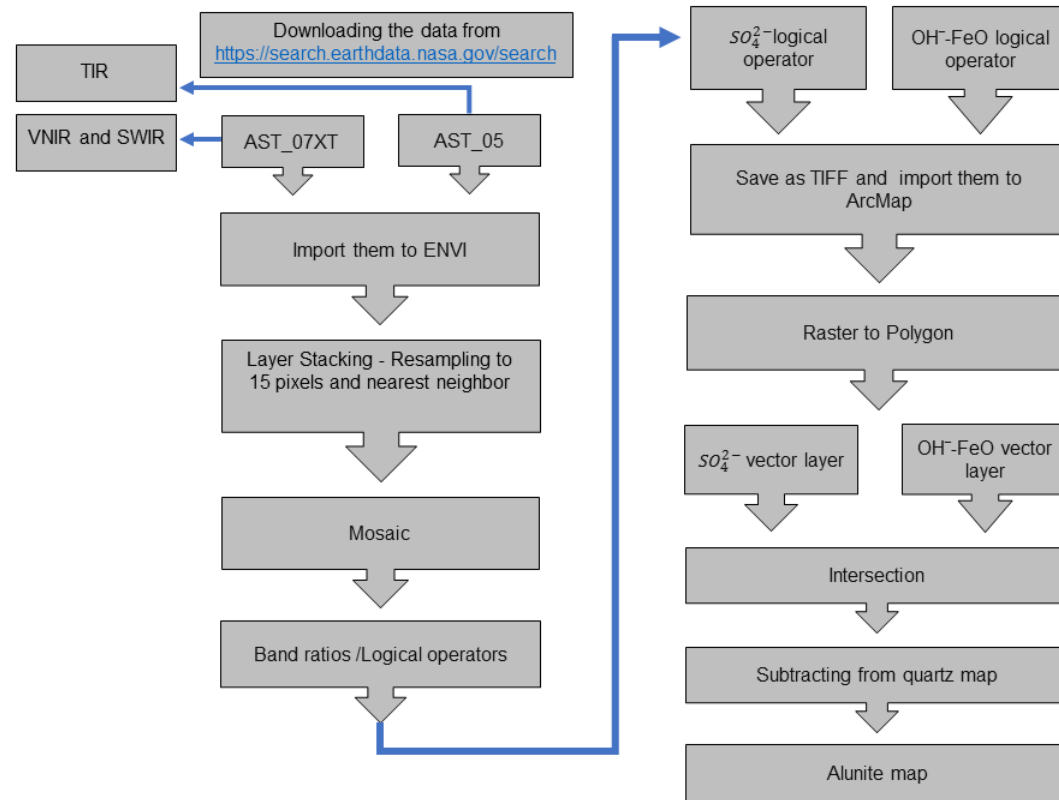 Downloading the data from
https://search.earthdata.nasa.gov/search
TIR
VNIR and SWIR
AST_07XT
AST_05
Import them to ENVI
Layer Stacking - Resampling to
15 pixels and nearest neighbor
Mosaic
Band ratios /Logical operators
SO₄²⁻logical
operator
OH⁻-FeO logical
operator
Save as TIFF and import them to
ArcMap
Raster to Polygon
SO₄²⁻ vector layer
OH⁻-FeO vector
layer
Intersection
Subtracting from quartz map
Alunite map